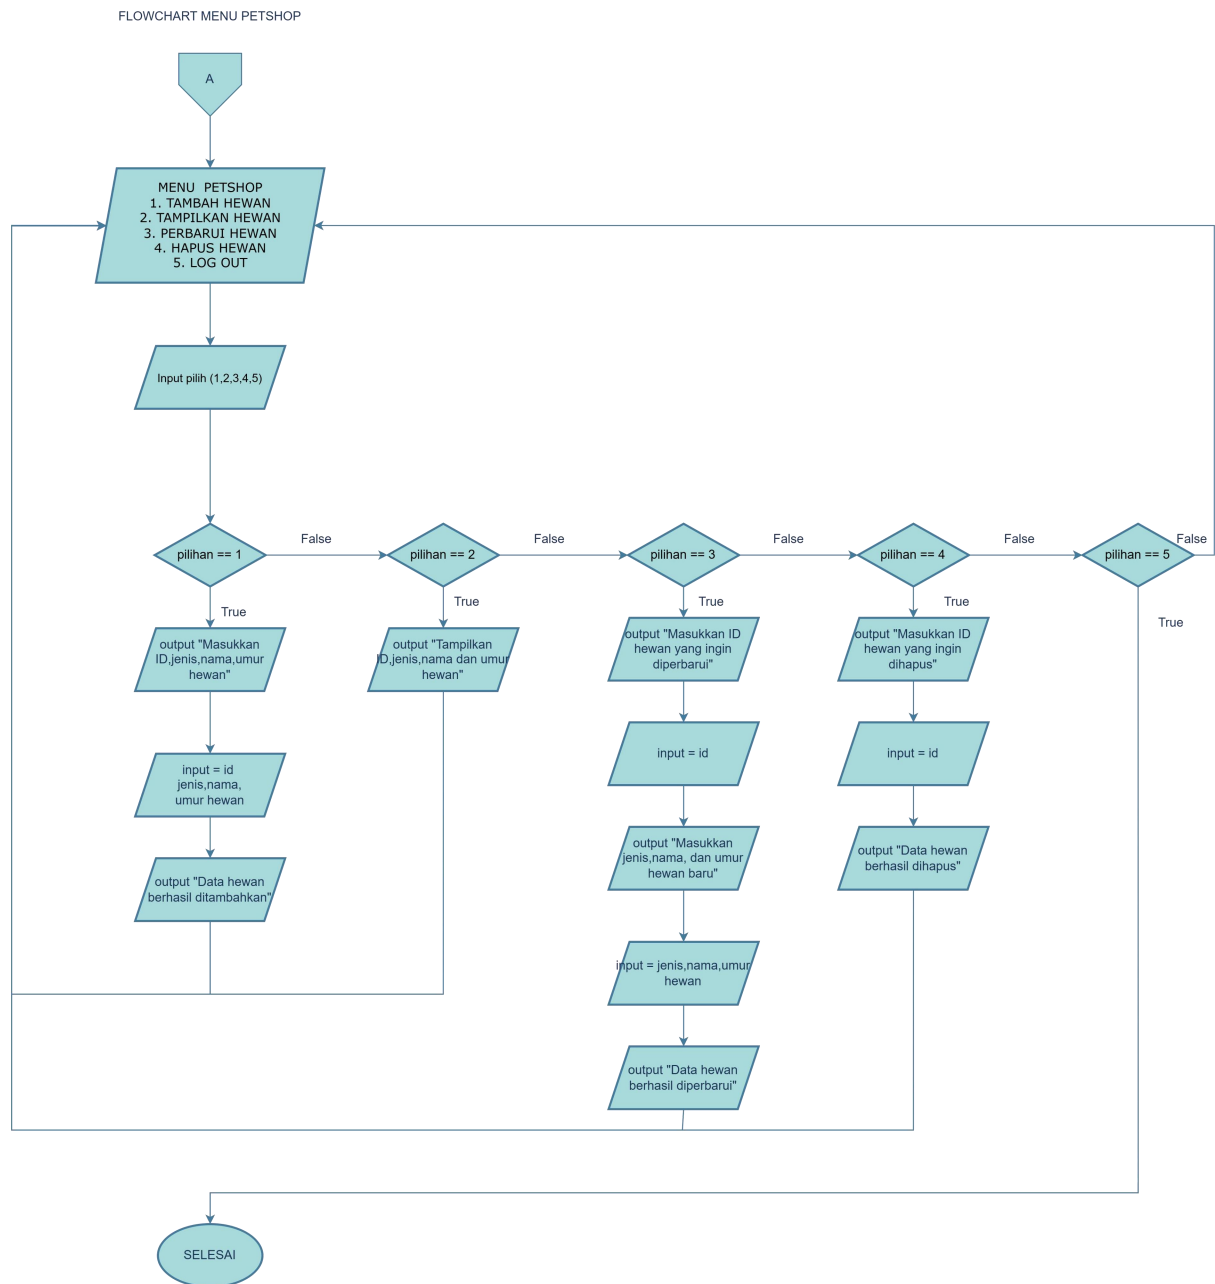 FLOWCHART MENU PETSHOP
A
MENU PETSHOP
1. TAMBAH HEWAN
2. TAMPILKAN HEWAN
3. PERBARUI HEWAN
4. HAPUS HEWAN
5. LOG OUT
Input pilih (1,2,3,4,5)
pilihan == 1
False
pilihan == 2
False
pilihan == 3
False
pilihan == 4
False
pilihan == 5
False
True
True
True
True
True
output "Masukkan
ID,jenis,nama,umur
hewan"
input = id
jenis,nama,
umur hewan
output "Data hewan
berhasil ditambahkan"
output "Tampilkan
ID,jenis,nama dan umur
hewan"
output "Masukkan ID
hewan yang ingin
diperbarui"
input = id
output "Masukkan
jenis,nama, dan umur
hewan baru"
input = jenis,nama,umur
hewan
output "Data hewan
berhasil diperbarui"
output "Masukkan ID
hewan yang ingin
dihapus"
input = id
output "Data hewan
berhasil dihapus"
SELESAI